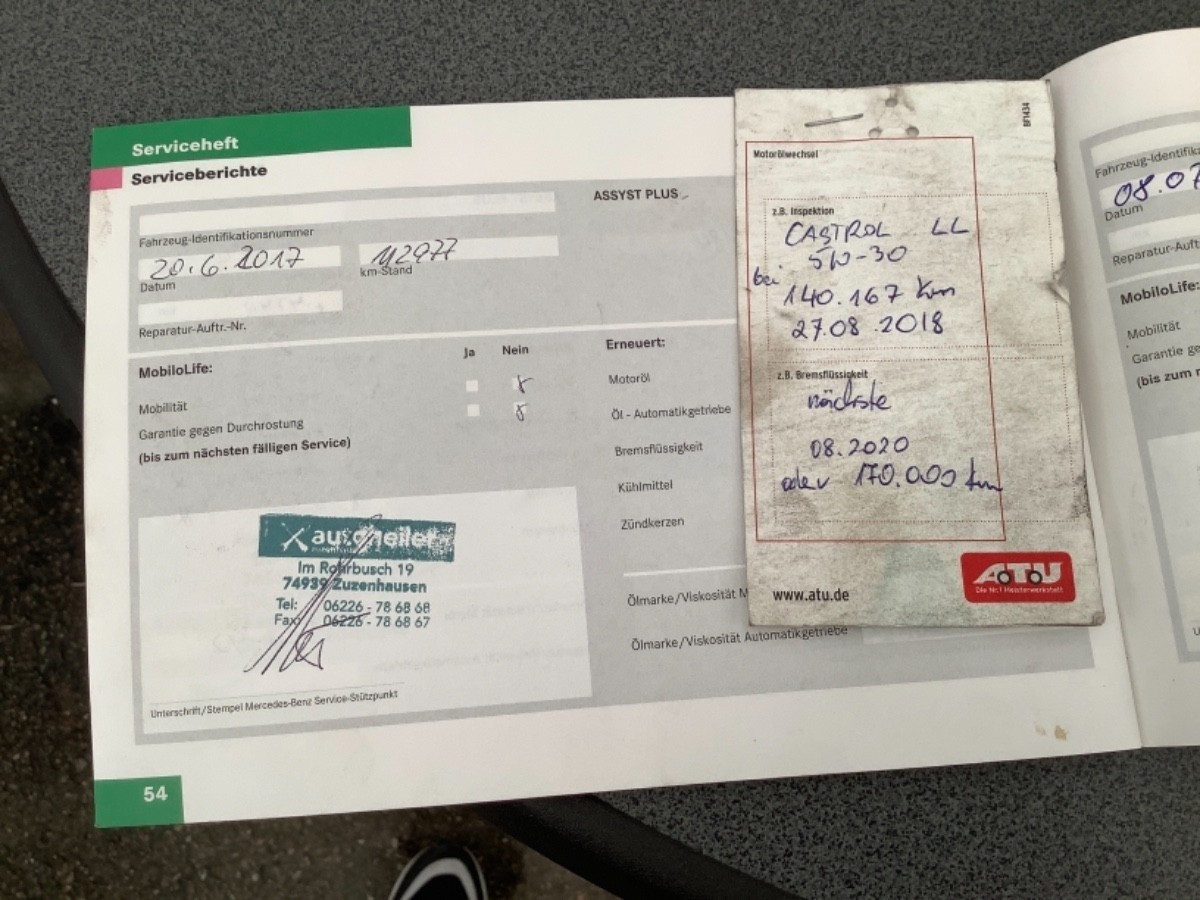 Serviceheft
Serviceberichte
ASSYST PLUS
Fahrzeug-Identifikationsnummer
20.6.2017
112977
Datum
km-Stand
Reparatur-Auftr.-Nr.
MobiloLife:
Ja
Nein
Mobilität
Garantie gegen Durchrostung
(bis zum nächsten fälligen Service)
Erneuert:
Motoröl
Öl - Automatikgetriebe
Bremsflüssigkeit
Kühlmittel
Zündkerzen
Ölmarke/Viskosität M
Ölmarke/Viskosität Automatikgetriebe
autoheiler
Im Rohrbusch 19
74939 Zuzenhausen
Tel: 06226 - 78 68 68
Fax: 06226 - 78 68 67
Unterschrift/Stempel Mercedes-Benz Service-Stützpunkt
54
BF1434
Motorölwechsel
z.B. Inspektion
CASTROL LL
5W-30
bei
140.167 km
27.08.2018
z.B. Bremsflüssigkeit
nächste
08.2020
oder 170.000 km
ATU
Die Nr.1 Meisterwerkstatt
www.atu.de
Fahrzeug-Identifika
08.07
Datum
Reparatur-Auft
MobiloLife:
Mobilität
Garantie ge
(bis zum n